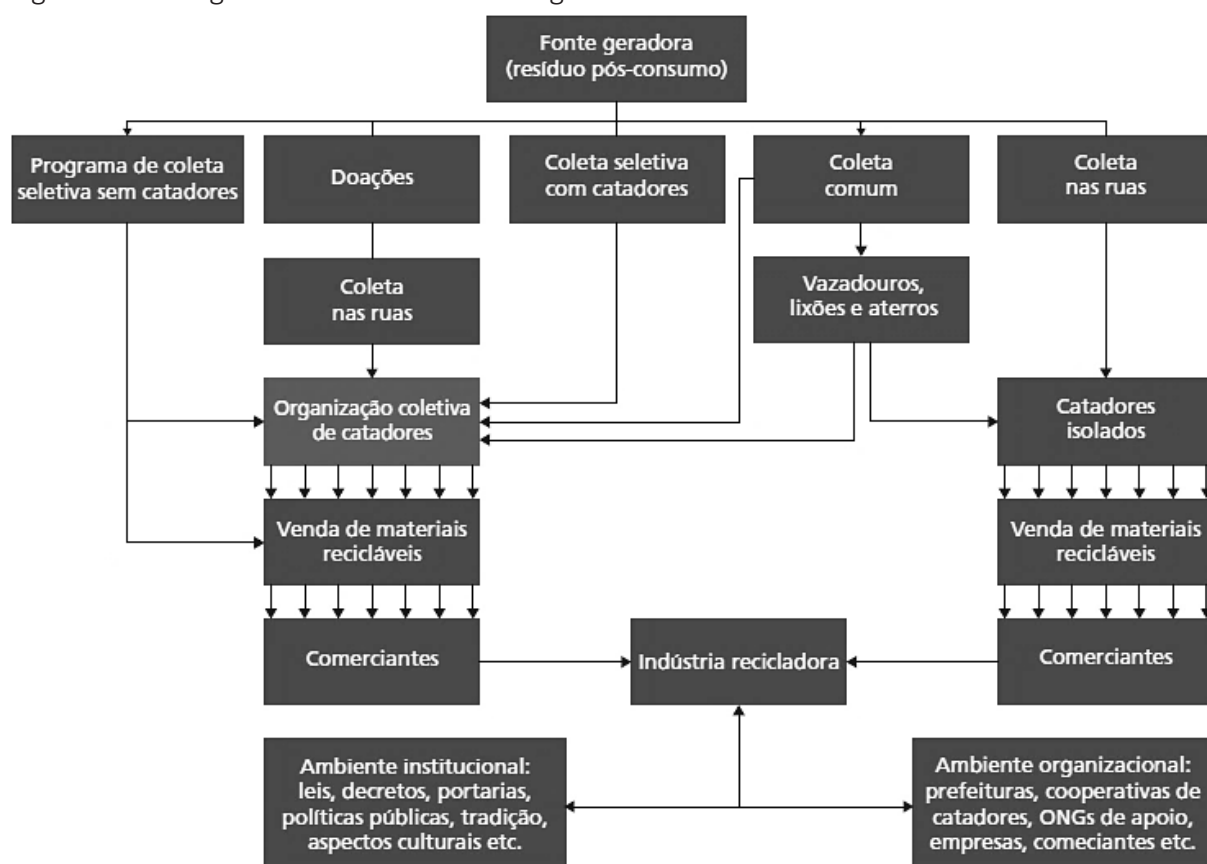 Fonte geradora
(resíduo pós-consumo)
Programa de coleta
seletiva sem catadores
Doações
Coleta seletiva
com catadores
Coleta
comum
Coleta
nas ruas
Coleta
nas ruas
Vazadouros,
lixões e aterros
Organização coletiva
de catadores
Catadores
isolados
Venda de materiais
recicláveis
Venda de materiais
recicláveis
Comerciantes
Indústria recicladora
Comerciantes
Ambiente institucional:
leis, decretos, portarias,
políticas públicas, tradição,
aspectos culturais etc.
Ambiente organizacional:
prefeituras, cooperativas de
catadores, ONGs de apoio,
empresas, comeciantes etc.